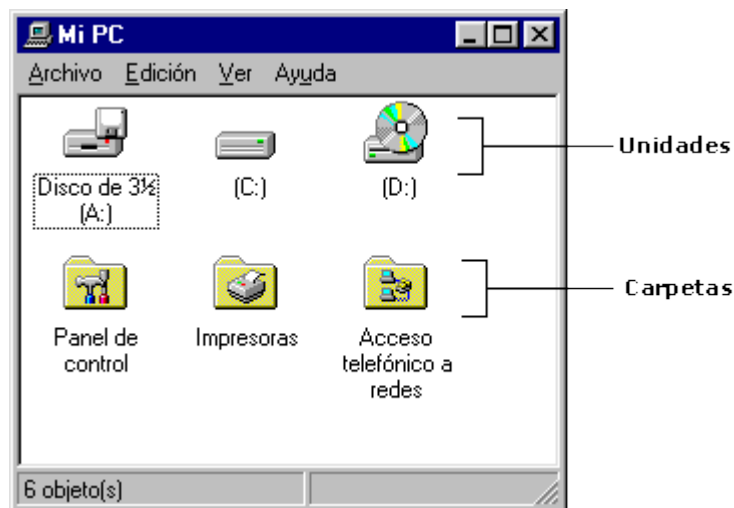 Mi PC
Archivo Edición Ver Ayuda
Disco de 3½ (A:)
(C:)
(D:)
Unidades
Panel de control
Impresoras
Acceso telefónico a redes
Carpetas
6 objeto(s)